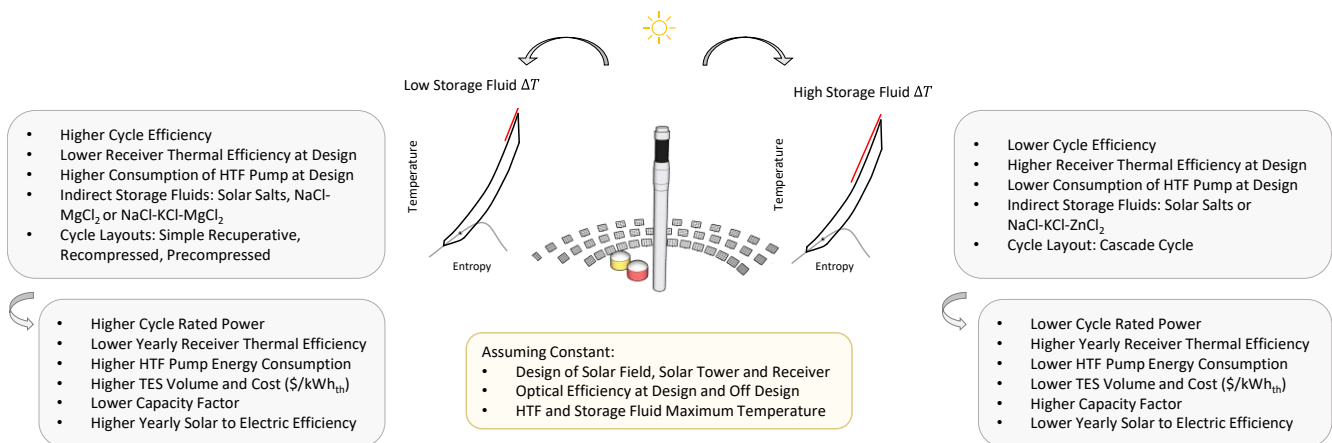 Low Storage Fluid ΔT
High Storage Fluid ΔT
• Higher Cycle Efficiency
• Lower Receiver Thermal Efficiency at Design
• Higher Consumption of HTF Pump at Design
• Indirect Storage Fluids: Solar Salts, NaCl-
MgCl₂ or NaCl-KCl-MgCl₂
• Cycle Layouts: Simple Recuperative,
Recompressed, Precompressed
Temperature
Entropy
Temperature
Entropy
• Lower Cycle Efficiency
• Higher Receiver Thermal Efficiency at Design
• Lower Consumption of HTF Pump at Design
• Indirect Storage Fluids: Solar Salts or
NaCl-KCl-ZnCl₂
• Cycle Layout: Cascade Cycle
• Higher Cycle Rated Power
• Lower Yearly Receiver Thermal Efficiency
• Higher HTF Pump Energy Consumption
• Higher TES Volume and Cost ($/kWhₜₕ)
• Lower Capacity Factor
• Higher Yearly Solar to Electric Efficiency
Assuming Constant:
• Design of Solar Field, Solar Tower and Receiver
• Optical Efficiency at Design and Off Design
• HTF and Storage Fluid Maximum Temperature
• Lower Cycle Rated Power
• Higher Yearly Receiver Thermal Efficiency
• Lower HTF Pump Energy Consumption
• Lower TES Volume and Cost ($/kWhₜₕ)
• Higher Capacity Factor
• Lower Yearly Solar to Electric Efficiency